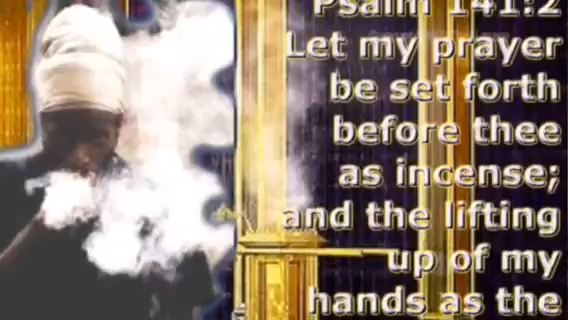 Psalm 141:2
Let my prayer
be set forth
before thee
as incense;
and the lifting
up of my
hands as the